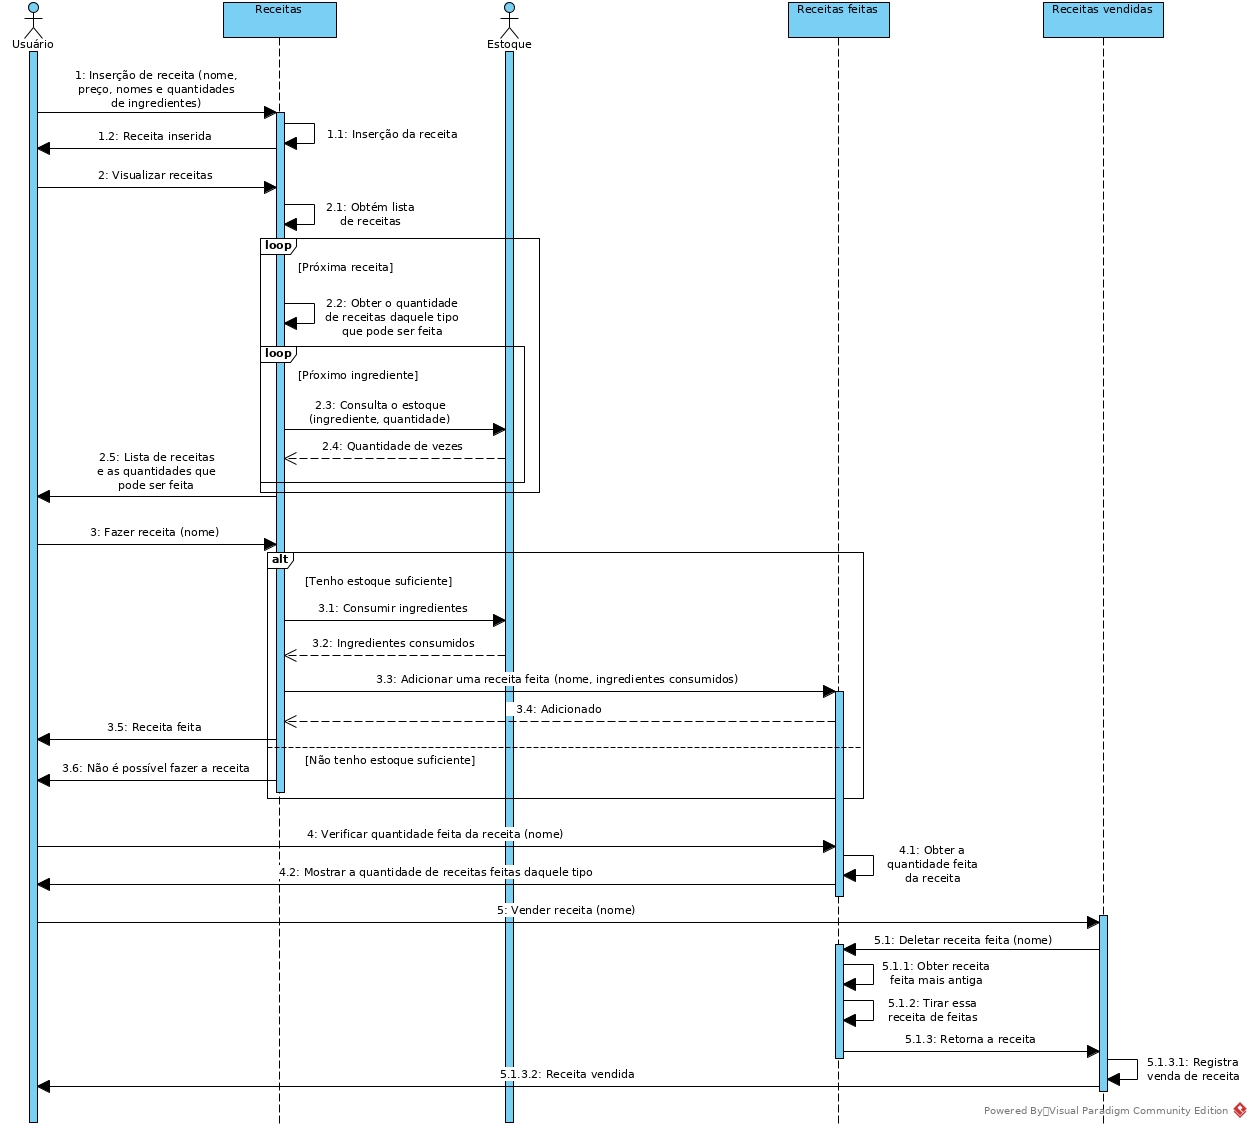 Receitas
Receitas feitas
Receitas vendidas
Usuário
Estoque
1: Inserção de receita (nome,
preço, nomes e quantidades
de ingredientes)
1.1: Inserção da receita
1.2: Receita inserida
2: Visualizar receitas
2.1: Obtém lista
de receitas
loop
[Próxima receita]
2.2: Obter o quantidade
de receitas daquele tipo
que pode ser feita
loop
[Próximo ingrediente]
2.3: Consulta o estoque
(ingrediente, quantidade)
2.4: Quantidade de vezes
2.5: Lista de receitas
e as quantidades que
pode ser feita
3: Fazer receita (nome)
alt
[Tenho estoque suficiente]
3.1: Consumir ingredientes
3.2: Ingredientes consumidos
3.3: Adicionar uma receita feita (nome, ingredientes consumidos)
3.4: Adicionado
3.5: Receita feita
[Não tenho estoque suficiente]
3.6: Não é possível fazer a receita
4: Verificar quantidade feita da receita (nome)
4.1: Obter a
quantidade feita
da receita
4.2: Mostrar a quantidade de receitas feitas daquele tipo
5: Vender receita (nome)
5.1: Deletar receita feita (nome)
5.1.1: Obter receita
feita mais antiga
5.1.2: Tirar essa
receita de feitas
5.1.3: Retorna a receita
5.1.3.1: Registra
venda de receita
5.1.3.2: Receita vendida
Powered By Visual Paradigm Community Edition